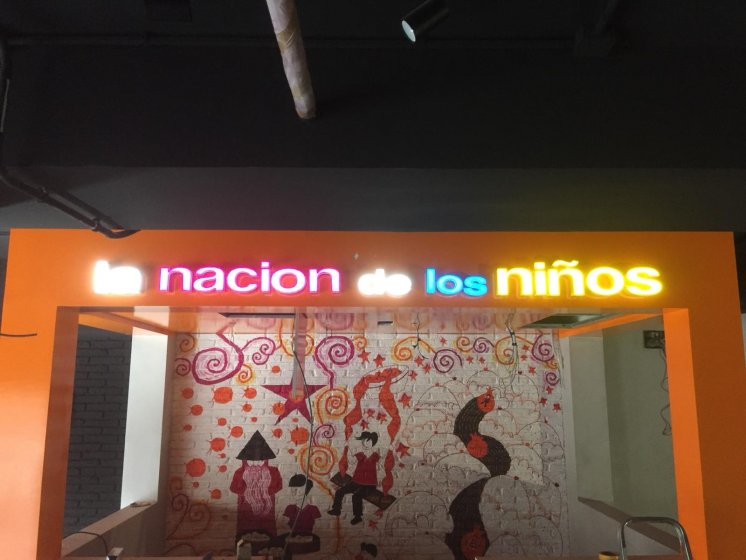 la nacion de los niños